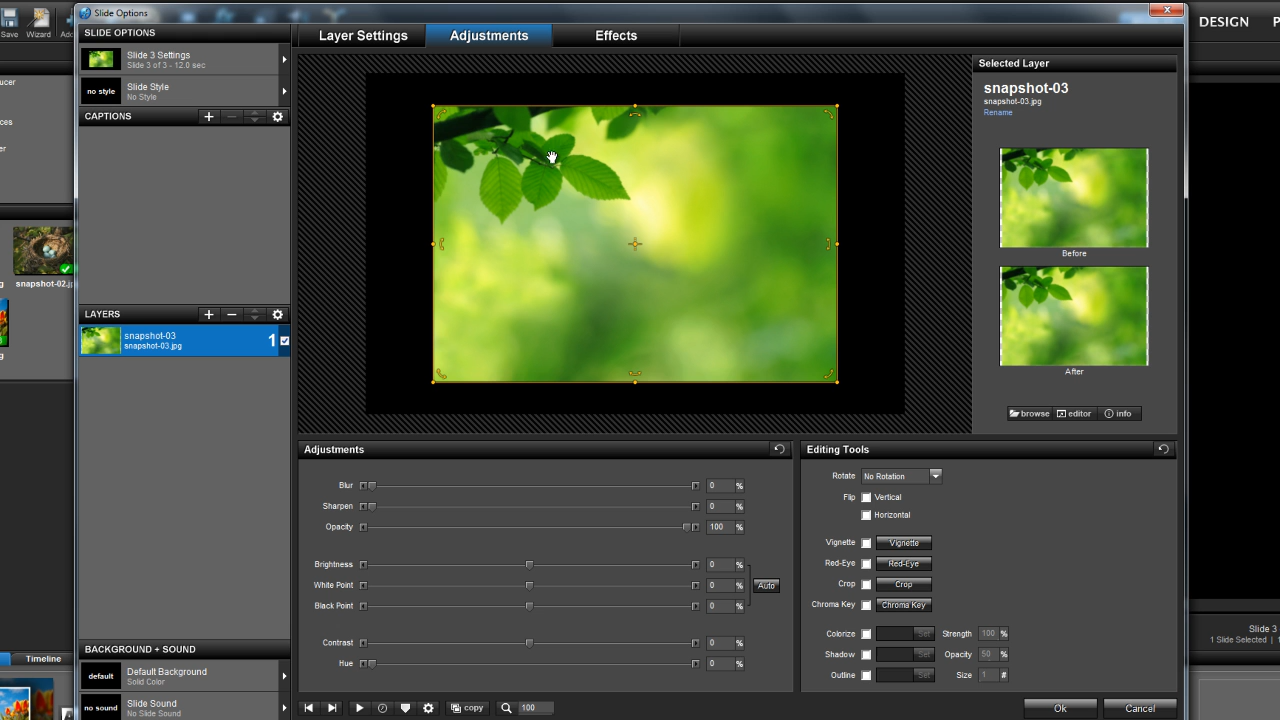 Slide Options
Save
Wizard
DESIGN
SLIDE OPTIONS
Slide 3 Settings
Slide 3 of 3 - 12.0 sec
no style
Slide Style
No Style
CAPTIONS
LAYERS
snapshot-03
snapshot-03.jpg
1
BACKGROUND + SOUND
default
Default Background
Solid Color
no sound
Slide Sound
No Slide Sound
snapshot-02.jp
Timeline
Layer Settings
Adjustments
Effects
Selected Layer
snapshot-03
snapshot-03.jpg
Rename
Before
After
browse
editor
info
Adjustments
Blur 0 %
Sharpen 0 %
Opacity 100 %
Brightness 0 %
White Point 0 %
Auto
Black Point 0 %
Contrast 0 %
Hue 0 %
Editing Tools
Rotate No Rotation
Flip Vertical
Horizontal
Vignette Vignette
Red-Eye Red-Eye
Crop Crop
Chroma Key Chroma Key
Colorize Set Strength 100 %
Shadow Set Opacity 50 %
Outline Set Size 1 #
copy
100
Ok
Cancel
Slide 3
1 Slide Selected |